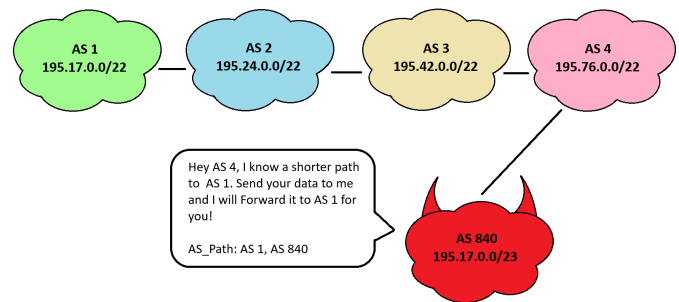 AS 1
195.17.0.0/22
AS 2
195.24.0.0/22
AS 3
195.42.0.0/22
AS 4
195.76.0.0/22
Hey AS 4, I know a shorter path
to AS 1. Send your data to me
and I will Forward it to AS 1 for
you!
AS_Path: AS 1, AS 840
AS 840
195.17.0.0/23